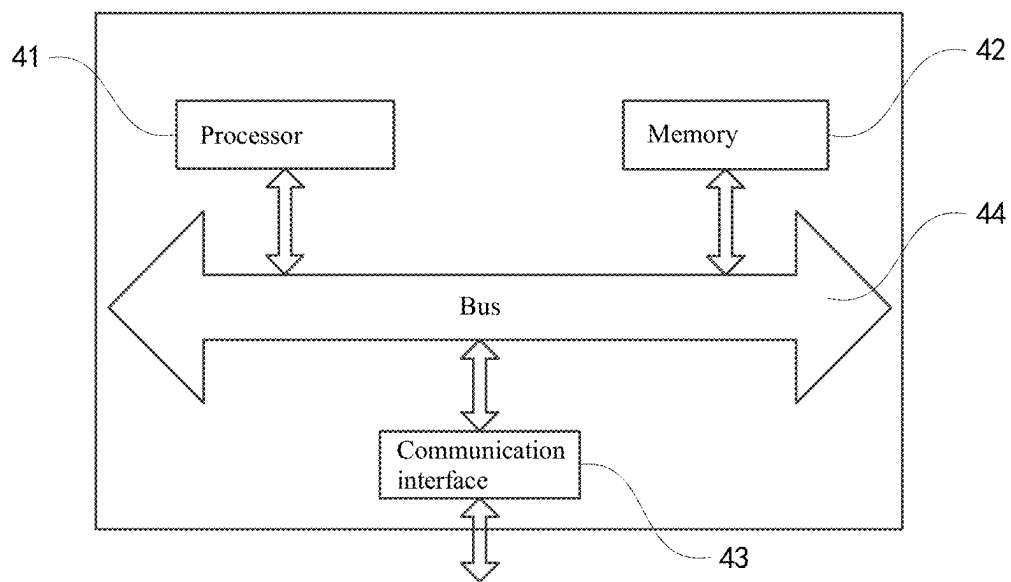 41
42
Processor
Memory
44
Bus
Communication
interface
43